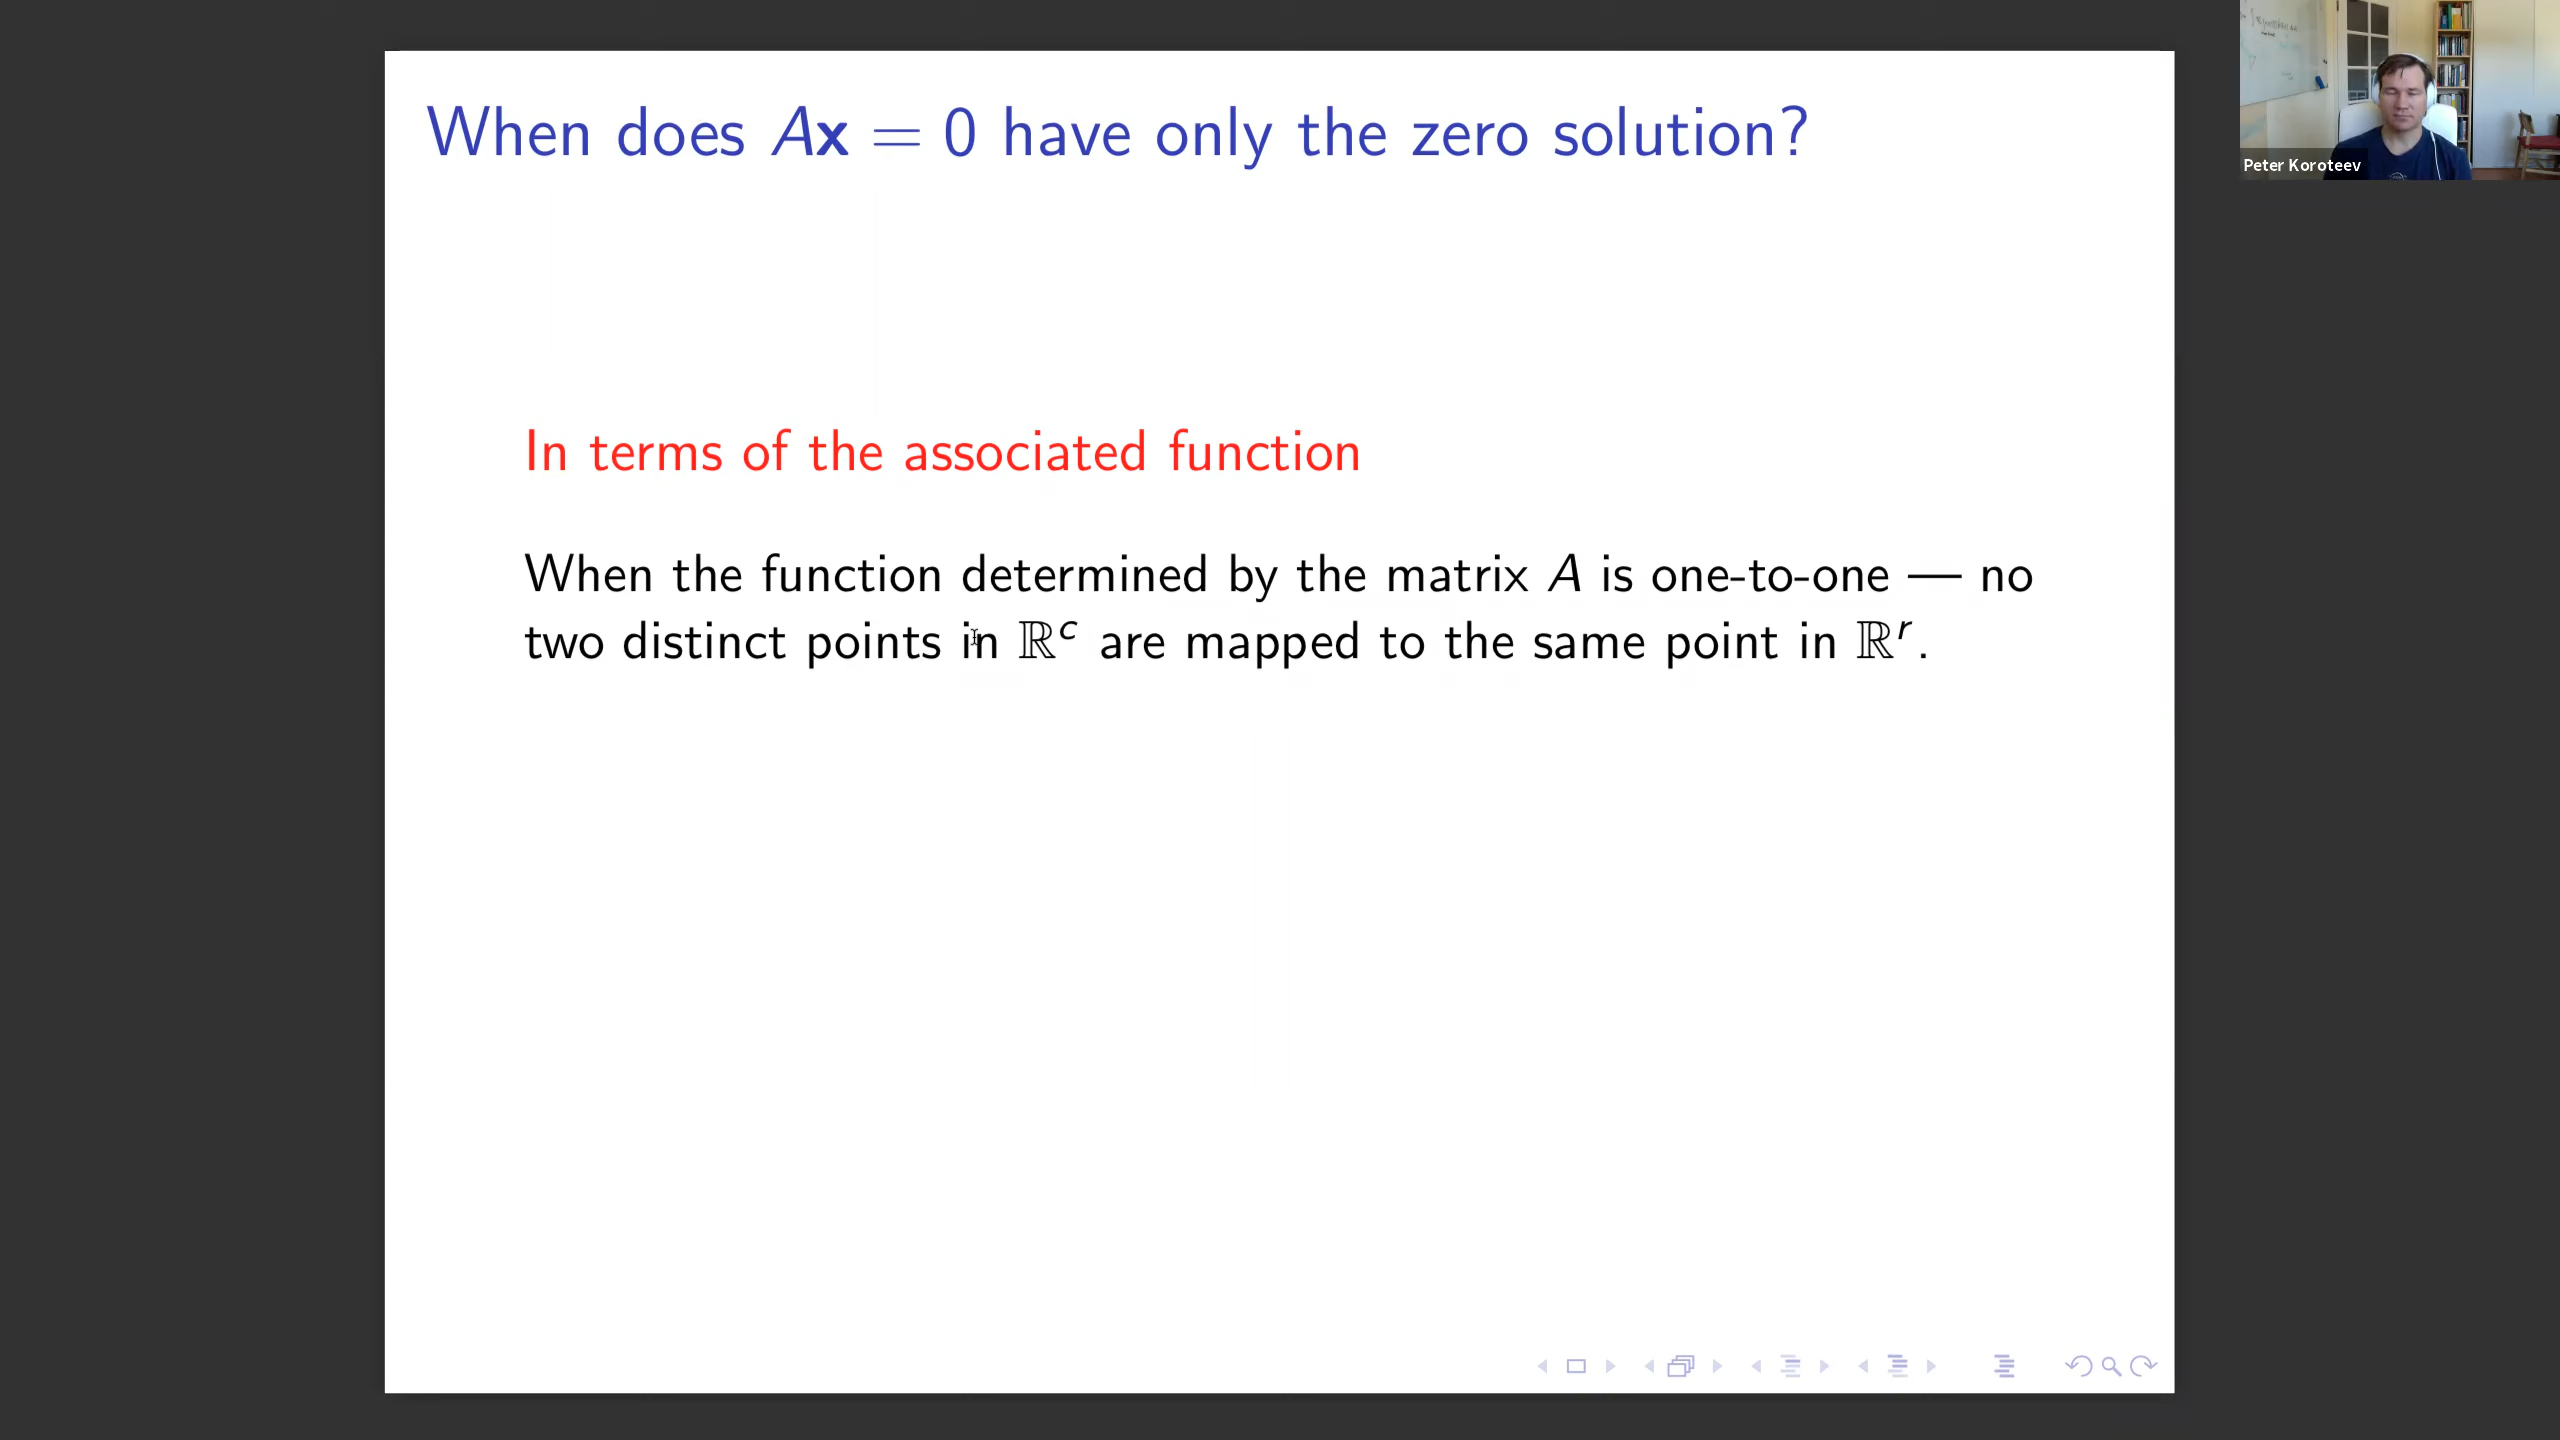 When does Ax = 0 have only the zero solution?
In terms of the associated function
When the function determined by the matrix A is one-to-one — no
two distinct points in ℝᶜ are mapped to the same point in ℝʳ.
Peter Koroteev